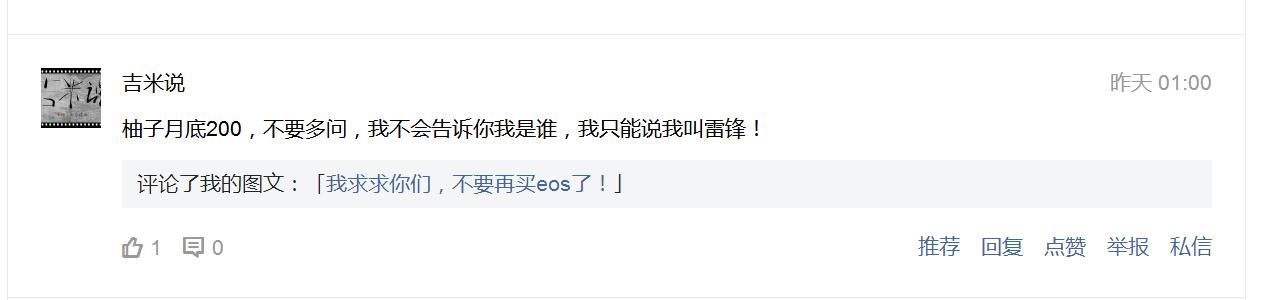 吉米说
昨天 01:00
柚子月底200，不要多问，我不会告诉你我是谁，我只能说我叫雷锋！
评论了我的图文：「我求求你们，不要再买eos了！」
1 0 推荐 回复 点赞 举报 私信